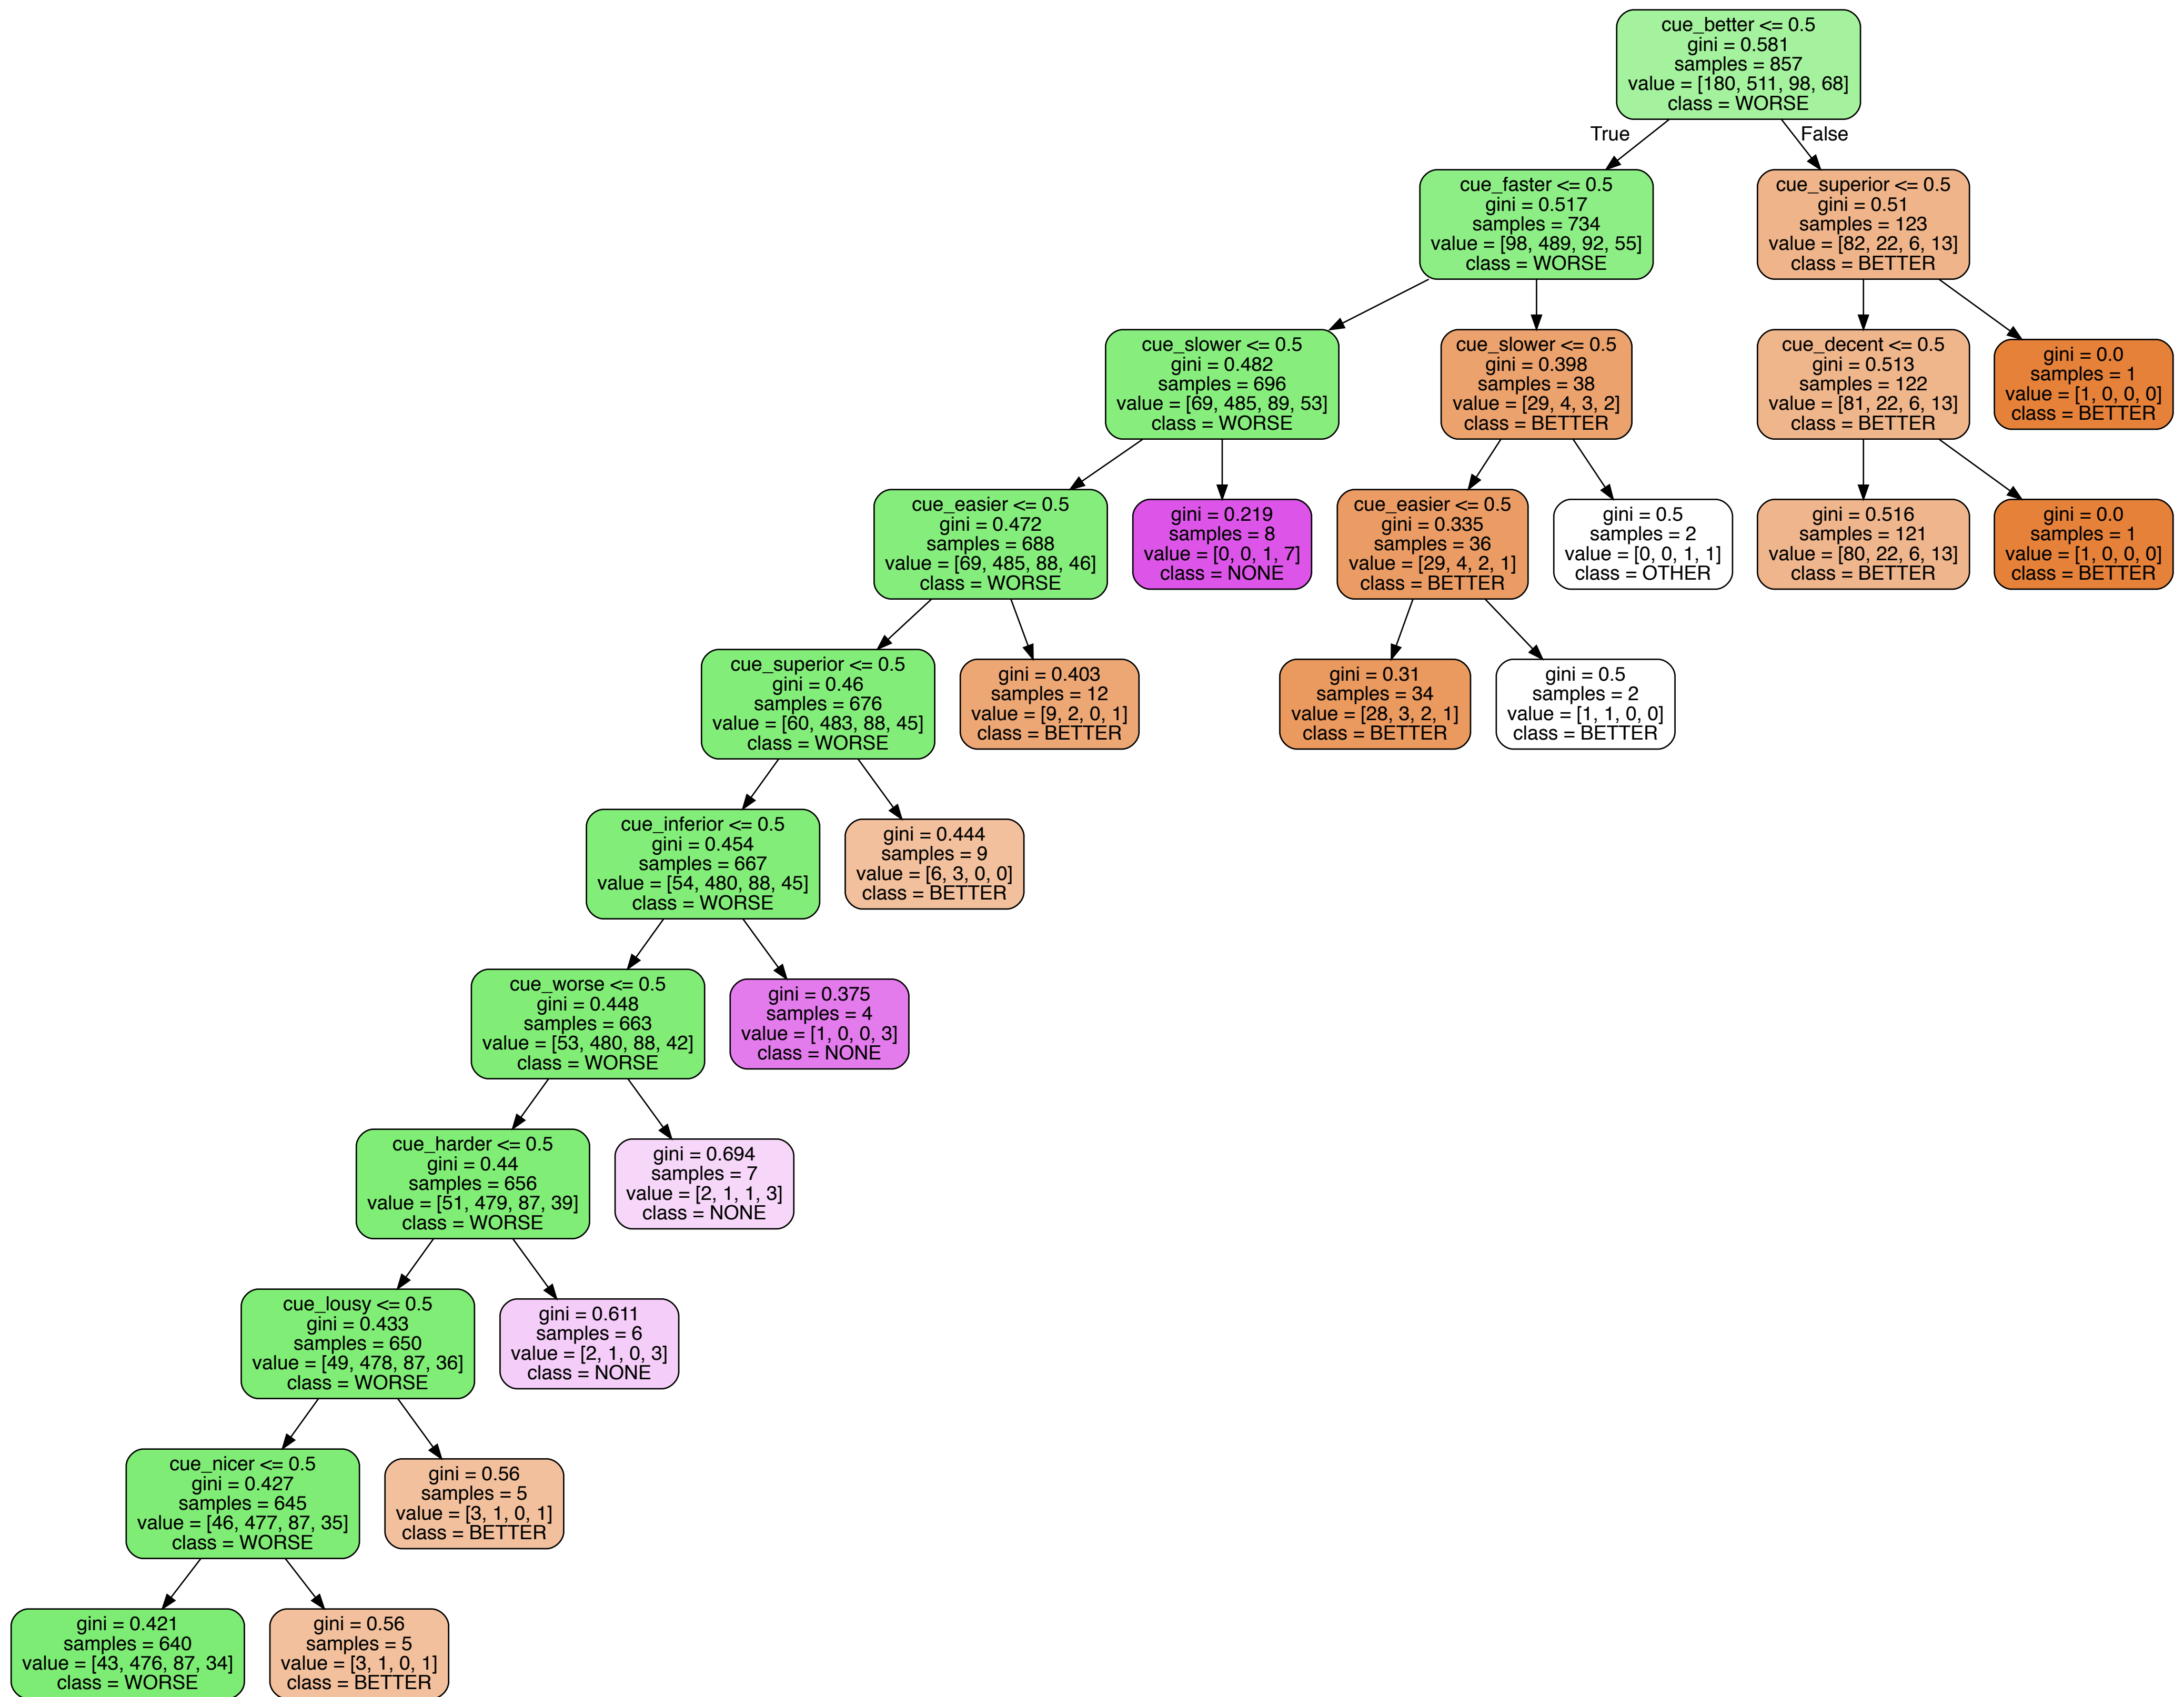 cue_better <= 0.5
gini = 0.581
samples = 857
value = [180, 511, 98, 68]
class = WORSE
True
False
cue_faster <= 0.5
gini = 0.517
samples = 734
value = [98, 489, 92, 55]
class = WORSE
cue_superior <= 0.5
gini = 0.51
samples = 123
value = [82, 22, 6, 13]
class = BETTER
cue_slower <= 0.5
gini = 0.482
samples = 696
value = [69, 485, 89, 53]
class = WORSE
cue_slower <= 0.5
gini = 0.398
samples = 38
value = [29, 4, 3, 2]
class = BETTER
cue_decent <= 0.5
gini = 0.513
samples = 122
value = [81, 22, 6, 13]
class = BETTER
gini = 0.0
samples = 1
value = [1, 0, 0, 0]
class = BETTER
cue_easier <= 0.5
gini = 0.472
samples = 688
value = [69, 485, 88, 46]
class = WORSE
gini = 0.219
samples = 8
value = [0, 0, 1, 7]
class = NONE
cue_easier <= 0.5
gini = 0.335
samples = 36
value = [29, 4, 2, 1]
class = BETTER
gini = 0.5
samples = 2
value = [0, 0, 1, 1]
class = OTHER
gini = 0.516
samples = 121
value = [80, 22, 6, 13]
class = BETTER
gini = 0.0
samples = 1
value = [1, 0, 0, 0]
class = BETTER
cue_superior <= 0.5
gini = 0.46
samples = 676
value = [60, 483, 88, 45]
class = WORSE
gini = 0.403
samples = 12
value = [9, 2, 0, 1]
class = BETTER
gini = 0.31
samples = 34
value = [28, 3, 2, 1]
class = BETTER
gini = 0.5
samples = 2
value = [1, 1, 0, 0]
class = BETTER
cue_inferior <= 0.5
gini = 0.454
samples = 667
value = [54, 480, 88, 45]
class = WORSE
gini = 0.444
samples = 9
value = [6, 3, 0, 0]
class = BETTER
cue_worse <= 0.5
gini = 0.448
samples = 663
value = [53, 480, 88, 42]
class = WORSE
gini = 0.375
samples = 4
value = [1, 0, 0, 3]
class = NONE
cue_harder <= 0.5
gini = 0.44
samples = 656
value = [51, 479, 87, 39]
class = WORSE
gini = 0.694
samples = 7
value = [2, 1, 1, 3]
class = NONE
cue_lousy <= 0.5
gini = 0.433
samples = 650
value = [49, 478, 87, 36]
class = WORSE
gini = 0.611
samples = 6
value = [2, 1, 0, 3]
class = NONE
cue_nicer <= 0.5
gini = 0.427
samples = 645
value = [46, 477, 87, 35]
class = WORSE
gini = 0.56
samples = 5
value = [3, 1, 0, 1]
class = BETTER
gini = 0.421
samples = 640
value = [43, 476, 87, 34]
class = WORSE
gini = 0.56
samples = 5
value = [3, 1, 0, 1]
class = BETTER